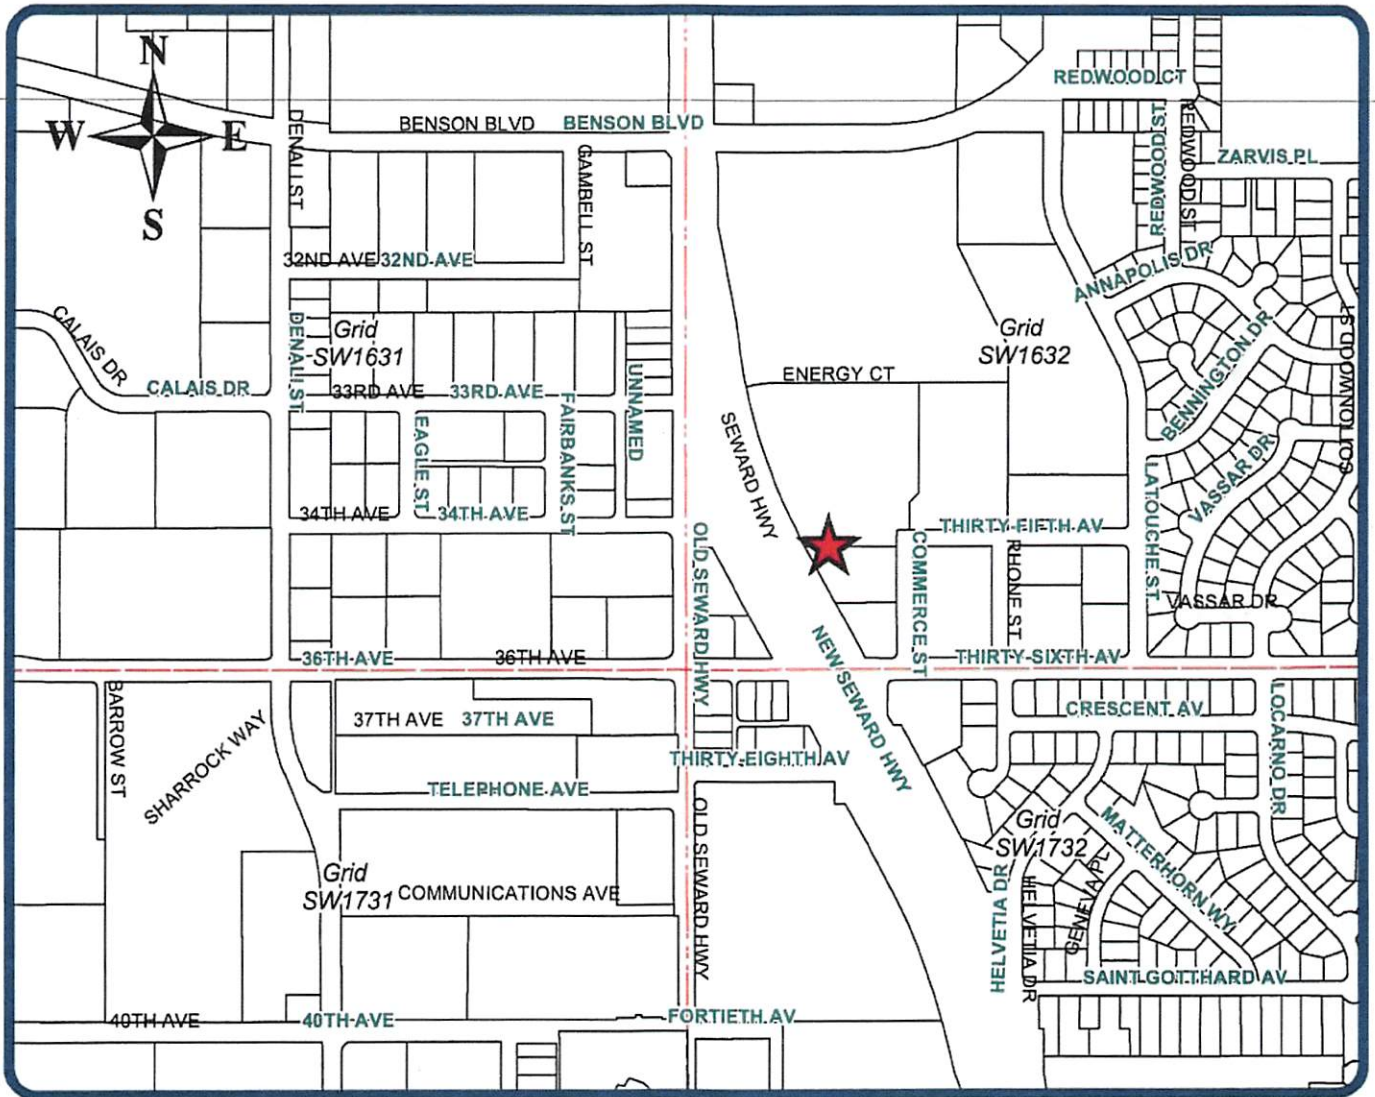 N
W E
S
REDWOOD CT
BENSON BLVD BENSON BLVD
DENALI ST
GAMBELL ST
REDWOOD ST
REDWOOD ST
ZARVIS PL
32ND AVE 32ND AVE
ANNAPOLIS DR
CALAIS DR
CALAIS DR
DENALI ST
Grid
SW1631
Grid
SW1632
BENNINGTON DR
COTTONWOOD ST
33RD AVE 33RD AVE
ENERGY CT
EAGLE ST
FAIRBANKS ST
UNNAMED
SEWARD HWY
VASSAR DR
LATOUCHE ST
34TH AVE 34TH AVE
THIRTY-FIFTH AV
OLD SEWARD HWY
COMMERCE ST
RHONE ST
VASSAR DR
36TH AVE 36TH AVE
THIRTY-SIXTH AV
NEW SEWARD HWY
BARROW ST
SHARROCK WAY
37TH AVE 37TH AVE
CRESCENT AV
LOCARNO DR
THIRTY-EIGHTH AV
TELEPHONE AVE
OLD SEWARD HWY
Grid
SW1732
MATTERHORN WY
GENEVA PL
Grid
SW1731
COMMUNICATIONS AVE
HELVETIA DR
HELVETIA DR
SAINT GOTTHARD AV
40TH AVE 40TH AVE
FORTIETH AV